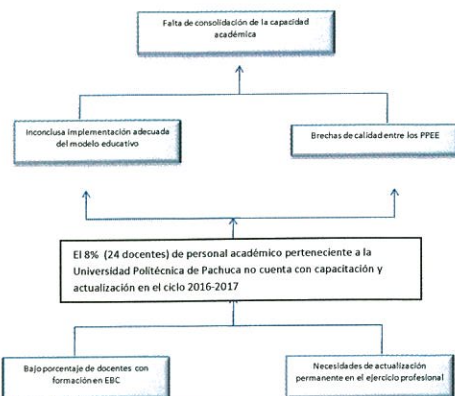 Falta de consolidación de la capacidad
académica
Inconclusa implementación adecuada
del modelo educativo
Brechas de calidad entre los PPEE
El 8% (24 docentes) de personal académico perteneciente a la
Universidad Politécnica de Pachuca no cuenta con capacitación y
actualización en el ciclo 2016-2017
Bajo porcentaje de docentes con
formación en EBC
Necesidades de actualización
permanente en el ejercicio profesional